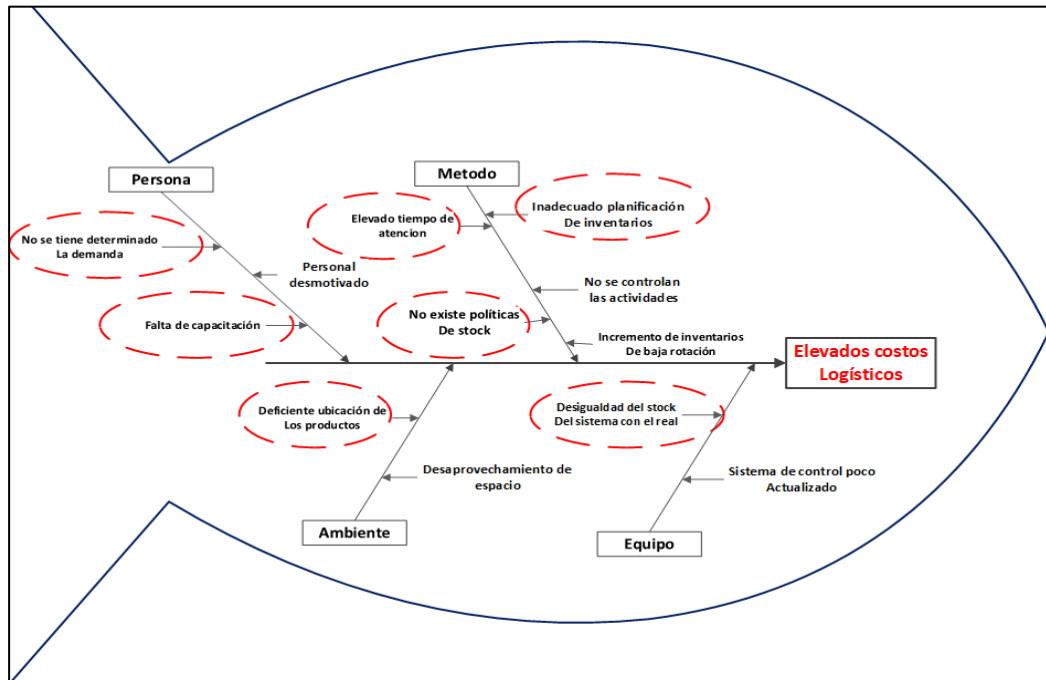 Persona
Metodo
Elevado tiempo de
atencion
Inadecuado planificación
De inventarios
No se tiene determinado
La demanda
Personal
desmotivado
No se controlan
las actividades
Falta de capacitación
No existe políticas
De stock
Incremento de inventarios
De baja rotación
Elevados costos
Logísticos
Deficiente ubicación de
Los productos
Desigualdad del stock
Del sistema con el real
Desaprovechamiento de
espacio
Sistema de control poco
Actualizado
Ambiente
Equipo